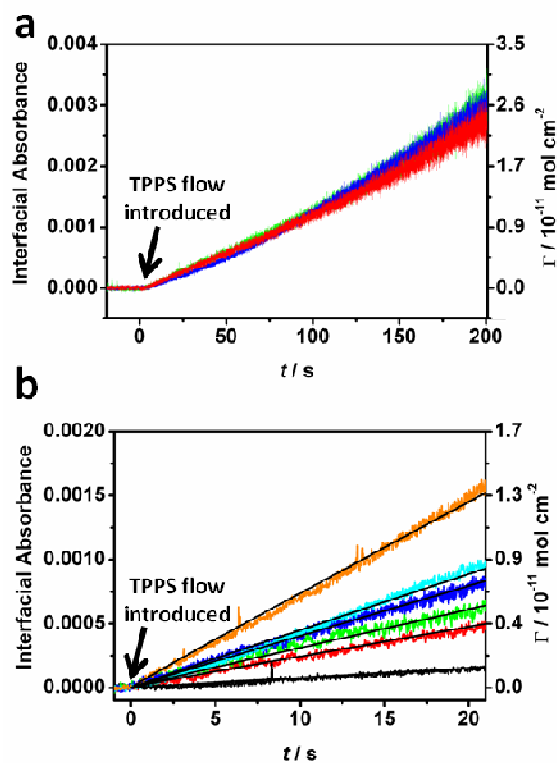 a
0.004
0.003
0.002
0.001
0.000
Interfacial Absorbance
TPPS flow
introduced
3.5
2.6
1.7
0.9
0.0
Γ / 10⁻¹¹ mol cm⁻²
0 50 100 150 200
t / s
b
0.0020
0.0015
0.0010
0.0005
0.0000
Interfacial Absorbance
TPPS flow
introduced
1.7
1.3
0.9
0.4
0.0
Γ / 10⁻¹¹ mol cm⁻²
0 5 10 15 20
t / s